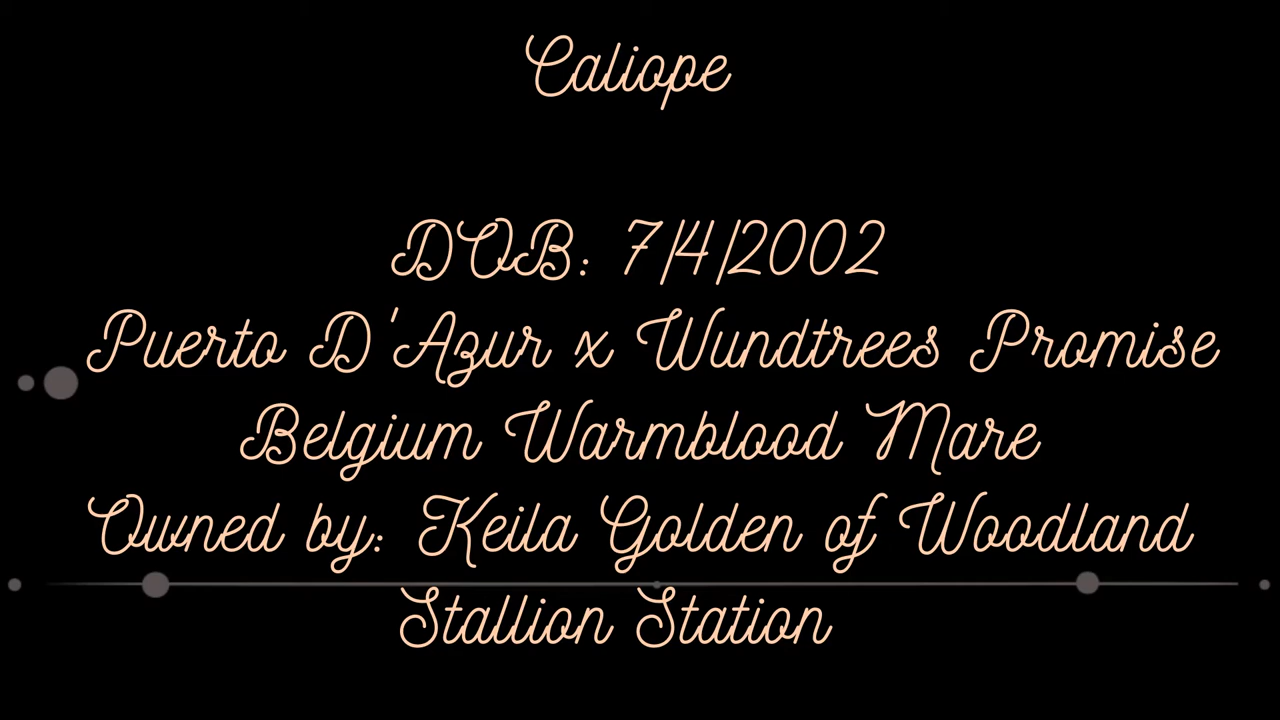 Caliope
DOB: 7/4/2002
Puerto D'Azur x Wundtrees Promise
Belgium Warmblood Mare
Owned by: Keila Golden of Woodland
Stallion Station